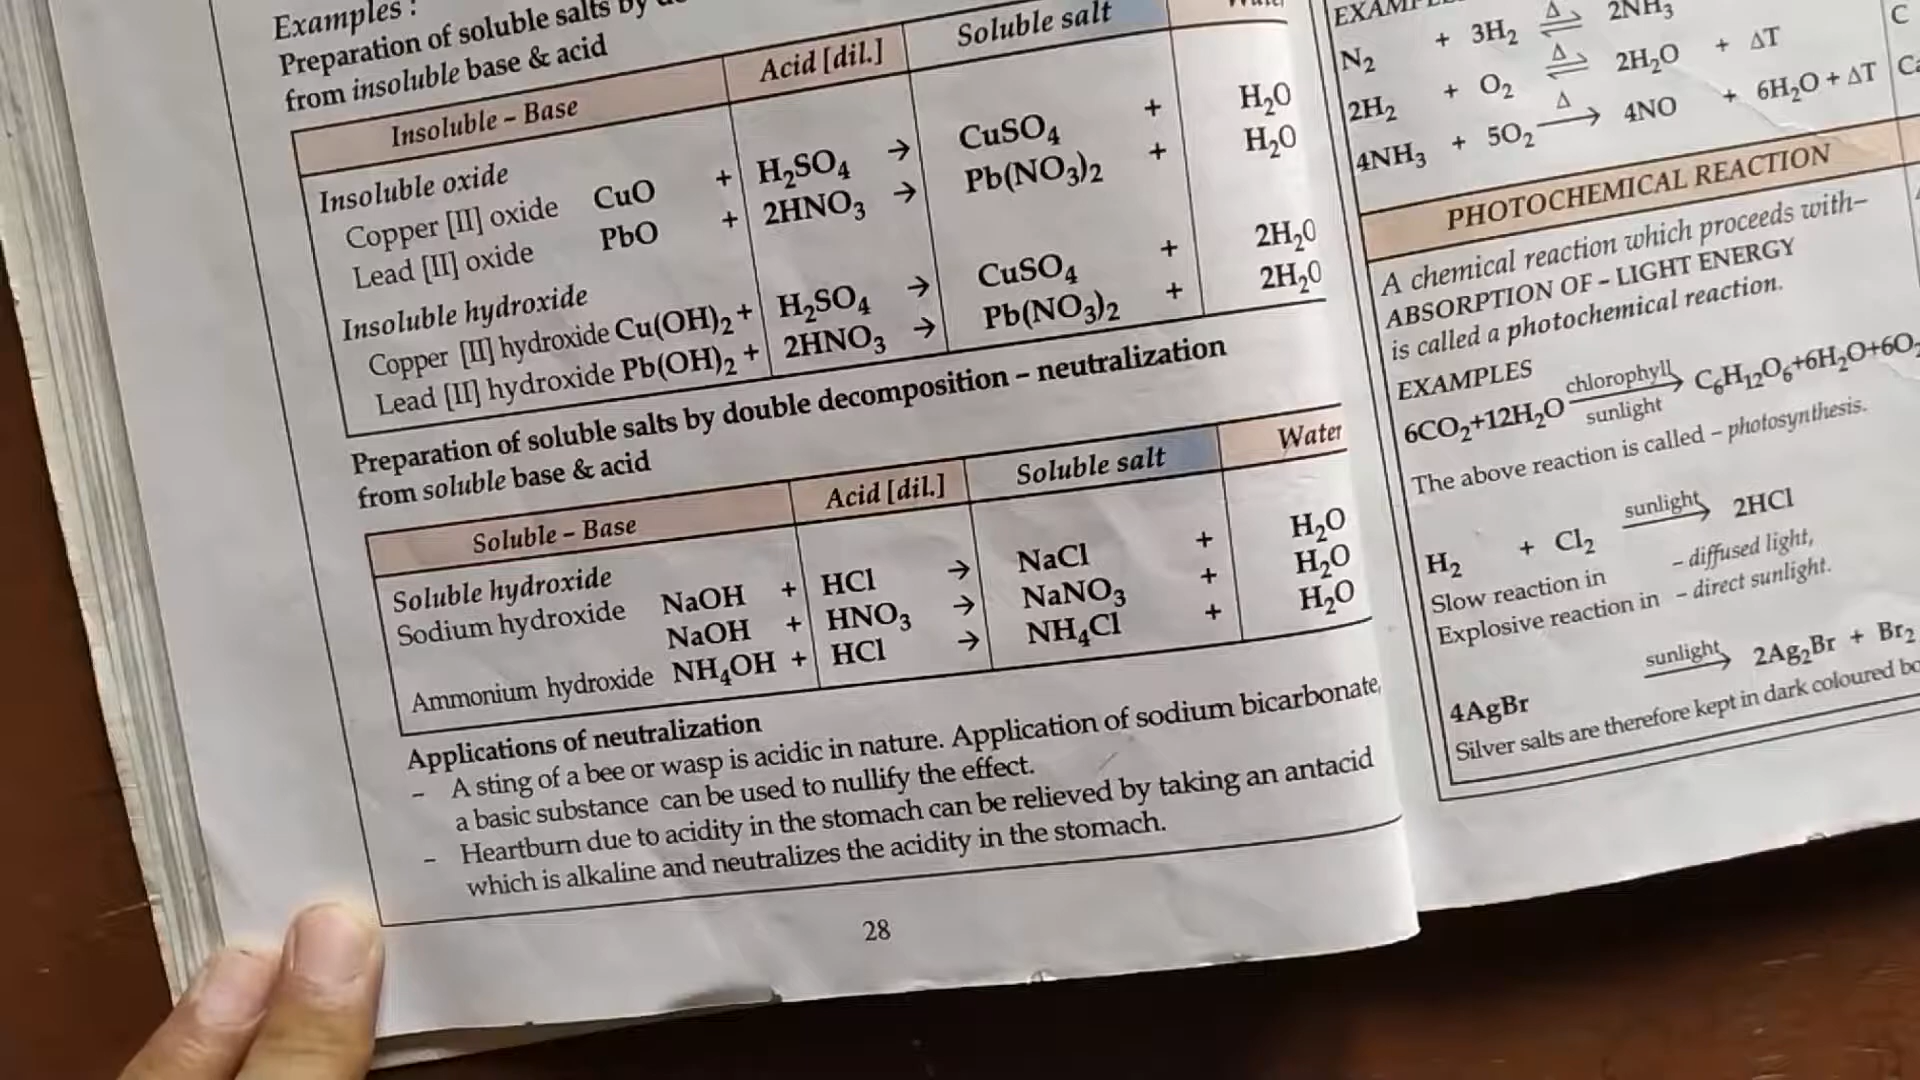 Examples :
Preparation of soluble salts by
from insoluble base & acid
Insoluble – Base Acid [dil.] Soluble salt Water
Insoluble oxide
Copper [II] oxide CuO + H₂SO₄ → CuSO₄ + H₂O
Lead [II] oxide PbO + 2HNO₃ → Pb(NO₃)₂ + H₂O
Insoluble hydroxide
Copper [II] hydroxide Cu(OH)₂ + H₂SO₄ → CuSO₄ + 2H₂0
Lead [II] hydroxide Pb(OH)₂ + 2HNO₃ → Pb(NO₃)₂ + 2H₂0
Preparation of soluble salts by double decomposition – neutralization
from soluble base & acid
Soluble – Base Acid [dil.] Soluble salt Water
Soluble hydroxide
Sodium hydroxide NaOH + HCl → NaCl + H₂O
NaOH + HNO₃ → NaNO₃ + H₂O
Ammonium hydroxide NH₄OH + HCl → NH₄Cl + H₂O
Applications of neutralization
– A sting of a bee or wasp is acidic in nature. Application of sodium bicarbonate,
a basic substance can be used to nullify the effect.
– Heartburn due to acidity in the stomach can be relieved by taking an antacid
which is alkaline and neutralizes the acidity in the stomach.
28
N₂ + 3H₂ Δ ⇌ 2NH₃
2H₂ + O₂ Δ ⇌ 2H₂O + ΔT
4NH₃ + 5O₂ Δ → 4NO + 6H₂O + ΔT
PHOTOCHEMICAL REACTION
A chemical reaction which proceeds with–
ABSORPTION OF – LIGHT ENERGY
is called a photochemical reaction.
EXAMPLES
6CO₂+12H₂O chlorophyll → sunlight C₆H₁₂O₆+6H₂O+6O₂
The above reaction is called – photosynthesis.
H₂ + Cl₂ sunlight → 2HCl
Slow reaction in – diffused light,
Explosive reaction in – direct sunlight.
4AgBr sunlight → 2Ag₂Br + Br₂
Silver salts are therefore kept in dark coloured